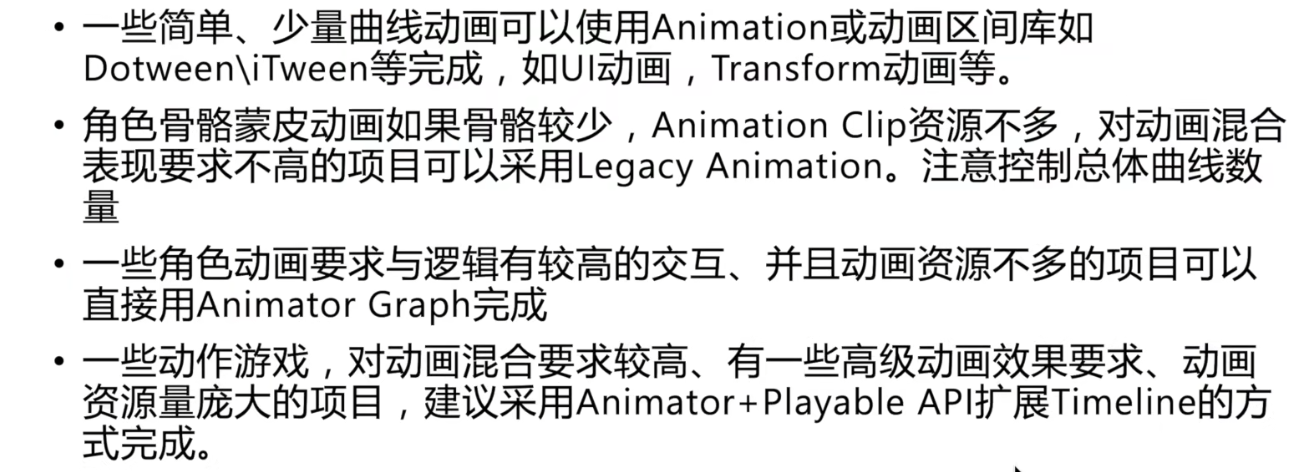 • 一些简单、少量曲线动画可以使用Animation或动画区间库如
Dotween\iTween等完成，如UI动画，Transform动画等。
• 角色骨骼蒙皮动画如果骨骼较少，Animation Clip资源不多，对动画混合
表现要求不高的项目可以采用Legacy Animation。注意控制总体曲线数
量
• 一些角色动画要求与逻辑有较高的交互、并且动画资源不多的项目可以
直接用Animator Graph完成
• 一些动作游戏，对动画混合要求较高、有一些高级动画效果要求、动画
资源量庞大的项目，建议采用Animator+Playable API扩展Timeline的方
式完成。